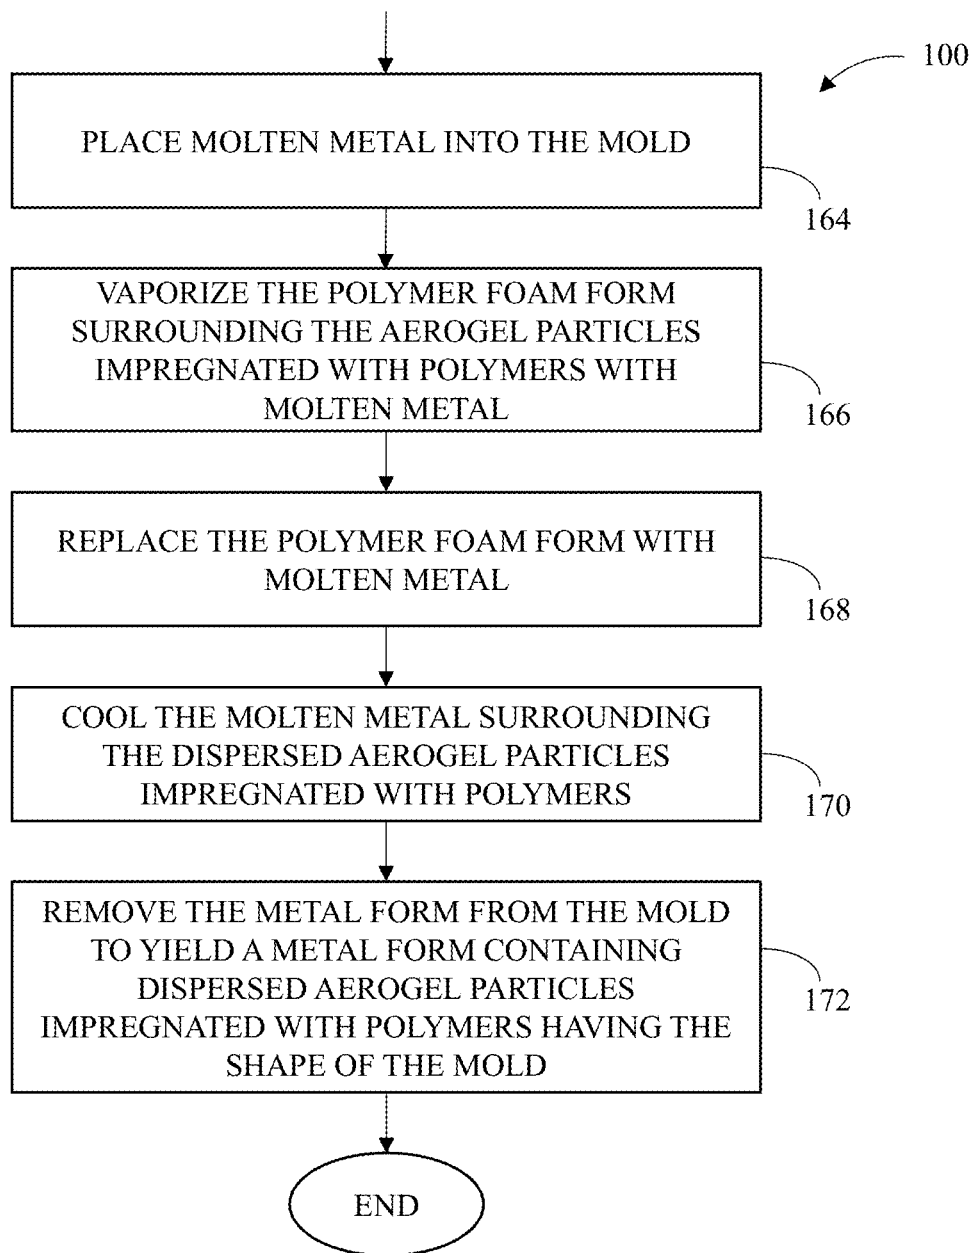 100
PLACE MOLTEN METAL INTO THE MOLD
164
VAPORIZE THE POLYMER FOAM FORM
SURROUNDING THE AEROGEL PARTICLES
IMPREGNATED WITH POLYMERS WITH
MOLTEN METAL
166
REPLACE THE POLYMER FOAM FORM WITH
MOLTEN METAL
168
COOL THE MOLTEN METAL SURROUNDING
THE DISPERSED AEROGEL PARTICLES
IMPREGNATED WITH POLYMERS
170
REMOVE THE METAL FORM FROM THE MOLD
TO YIELD A METAL FORM CONTAINING
DISPERSED AEROGEL PARTICLES
IMPREGNATED WITH POLYMERS HAVING THE
SHAPE OF THE MOLD
172
END